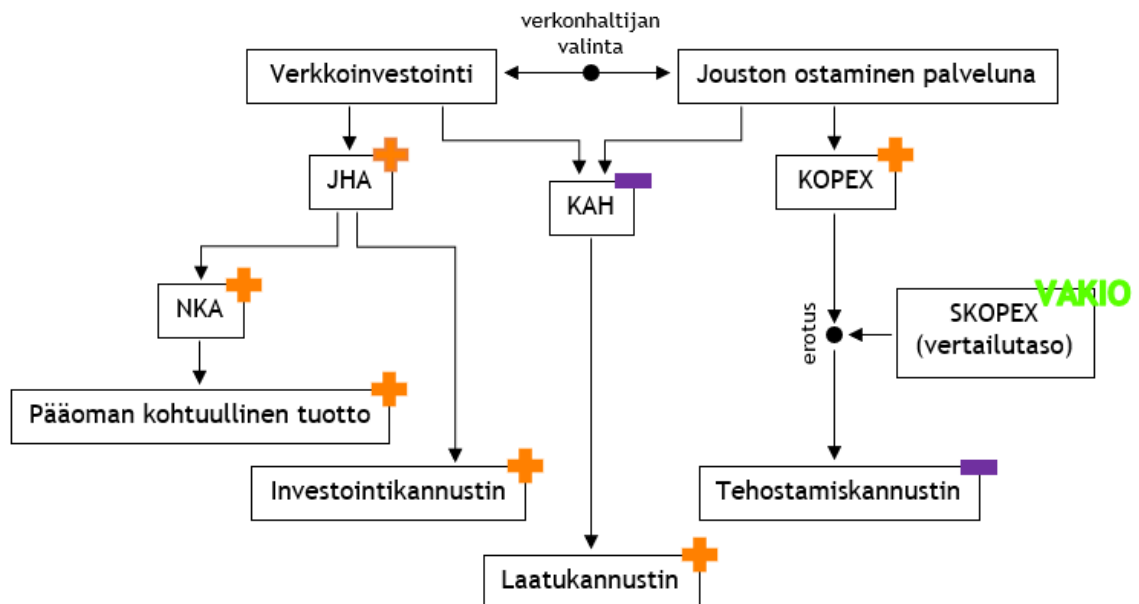 verkonhaltijan
valinta
Verkkoinvestointi
Jouston ostaminen palveluna
JHA
KAH
KOPEX
NKA
VAKIO
SKOPEX
(vertailutaso)
erotus
Pääoman kohtuullinen tuotto
Investointikannustin
Tehostamiskannustin
Laatukannustin